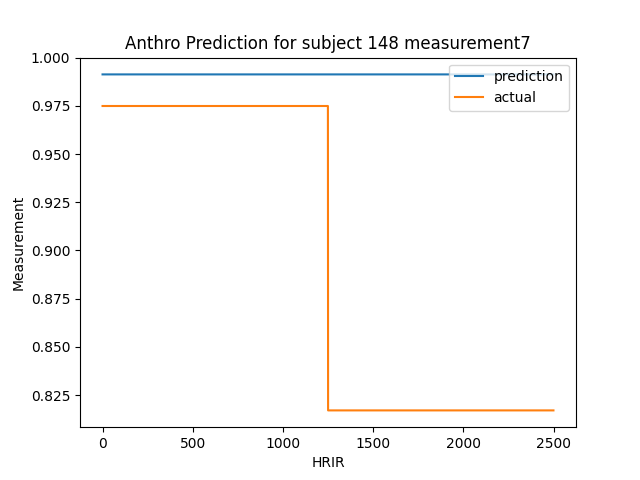 Anthro Prediction for subject 148 measurement7
1.000
0.975
0.950
0.925
0.900
0.875
0.850
0.825
Measurement
prediction
actual
0 500 1000 1500 2000 2500
HRIR